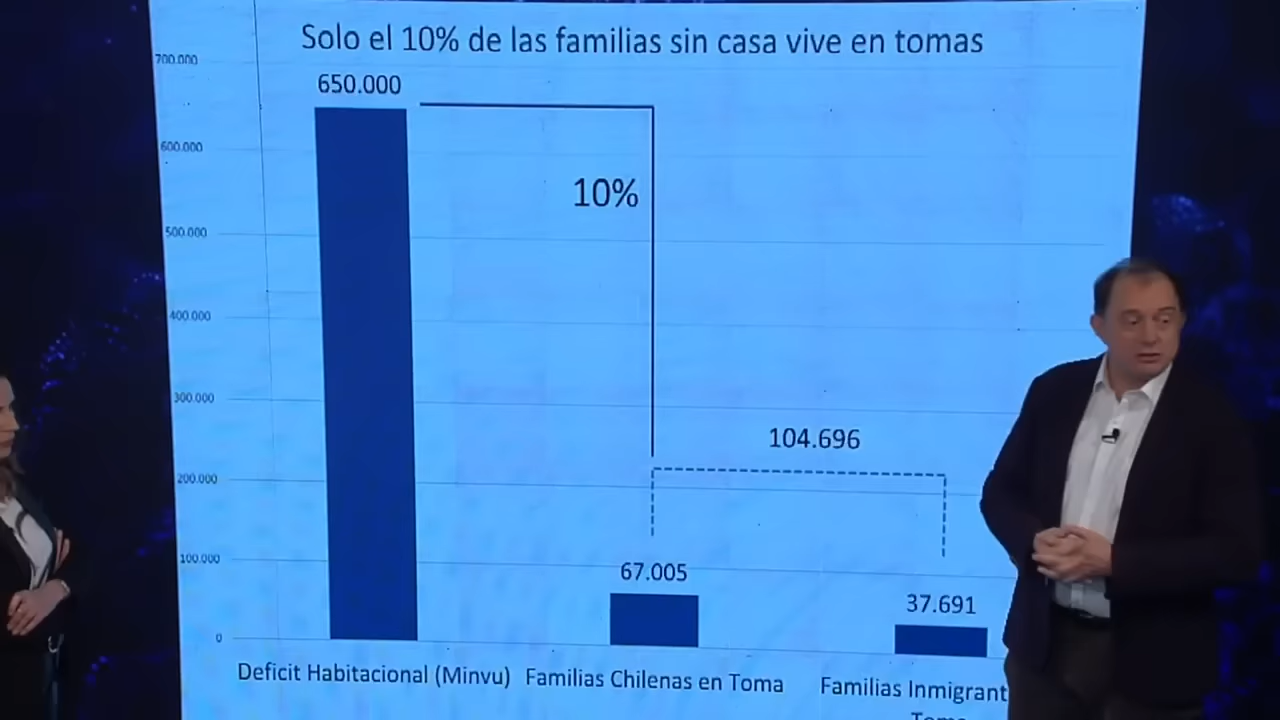 Solo el 10% de las familias sin casa vive en tomas
700.000
650.000
600.000
10%
500.000
400.000
300.000
104.696
200.000
100.000
67.005
37.691
0
Deficit Habitacional (Minvu)
Familias Chilenas en Toma
Familias Inmigrant
Toma